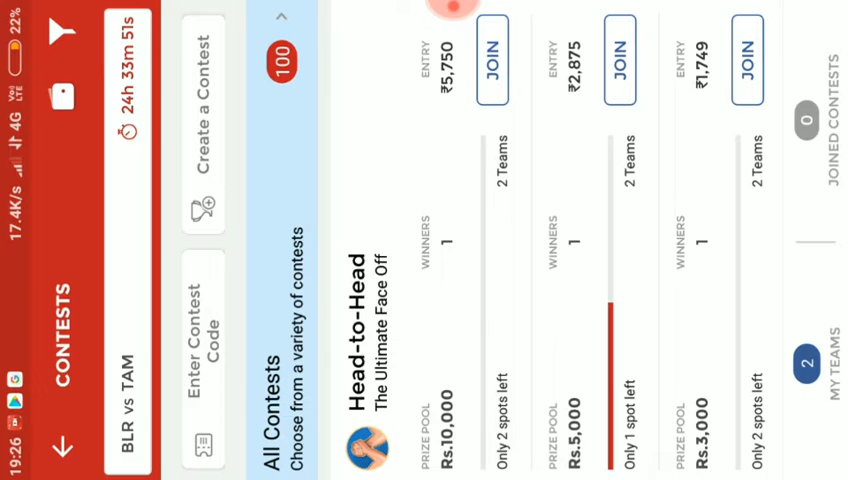 19:26
17.4K/s 4G VoLTE 22%
CONTESTS
BLR vs TAM
24h 33m 51s
Enter Contest Code
Create a Contest
All Contests
100
Choose from a variety of contests
Head-to-Head
The Ultimate Face Off
PRIZE POOL WINNERS ENTRY
Rs.10,000 1 ₹5,750
JOIN
Only 2 spots left 2 Teams
PRIZE POOL WINNERS ENTRY
Rs.5,000 1 ₹2,875
JOIN
Only 1 spot left 2 Teams
PRIZE POOL WINNERS ENTRY
Rs.3,000 1 ₹1,749
JOIN
Only 2 spots left 2 Teams
2 0
MY TEAMS JOINED CONTESTS